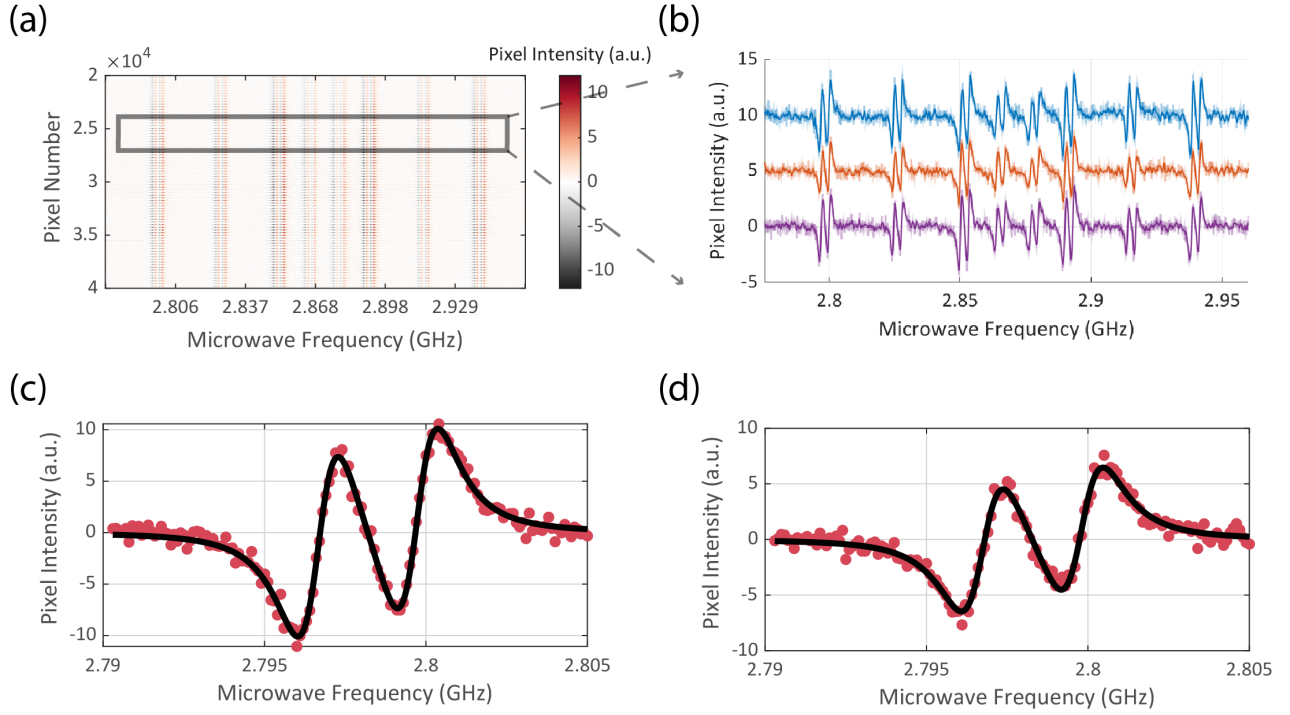 (a)
×10⁴
Pixel Intensity (a.u.)
2
2.5
3
3.5
4
Pixel Number
2.806 2.837 2.868 2.898 2.929
Microwave Frequency (GHz)
10
5
0
-5
-10
(b)
15
10
5
0
-5
Pixel Intensity (a.u.)
2.8 2.85 2.9 2.95
Microwave Frequency (GHz)
(c)
10
5
0
-5
-10
Pixel Intensity (a.u.)
2.79 2.795 2.8 2.805
Microwave Frequency (GHz)
(d)
10
5
0
-5
-10
Pixel Intensity (a.u.)
2.79 2.795 2.8 2.805
Microwave Frequency (GHz)